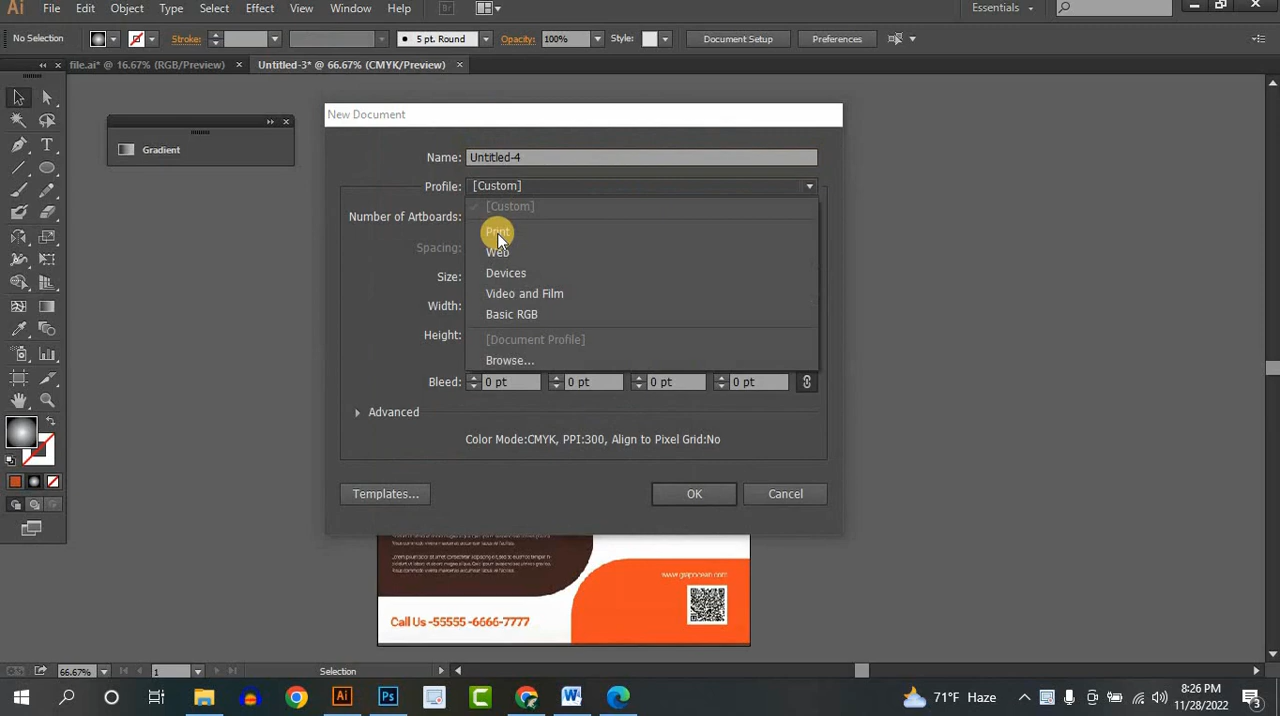 Ai File Edit Object Type Select Effect View Window Help Br Essentials
No Selection Stroke: 5 pt. Round Opacity: 100% Style: Document Setup Preferences
file.ai* @ 16.67% (RGB/Preview) × Untitled-3* @ 66.67% (CMYK/Preview) ×
Gradient
New Document
Name: Untitled-4
Profile: [Custom]
[Custom]
Number of Artboards:
Print
Spacing:
Web
Size:
Devices
Video and Film
Width:
Basic RGB
Height:
[Document Profile]
Browse...
Bleed: 0 pt 0 pt 0 pt 0 pt
Advanced
Color Mode:CMYK, PPI:300, Align to Pixel Grid:No
Templates... OK Cancel
Call Us -55555 -6666-7777
66.67% 1 Selection
Ai Ps W 71°F Haze 8:26 PM
11/28/2022 3